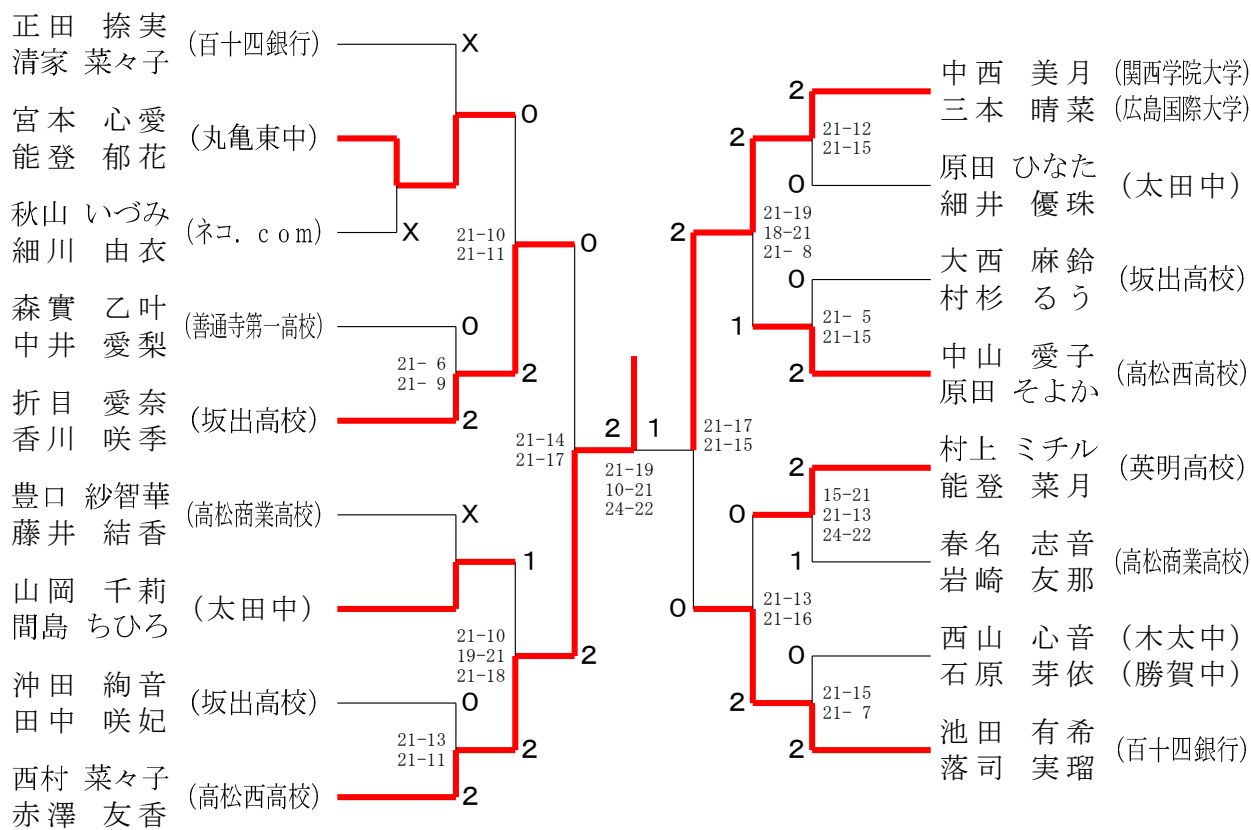 正田 捺実
清家 菜々子
(百十四銀行)
X
宮本 心愛
能登 郁花
(丸亀東中)
0
秋山 いづみ
細川 由衣
(ネコ．ｃｏｍ)
X
21-10
21-11
0
森實 乙叶
中井 愛梨
(善通寺第一高校)
0
21- 6
21- 9
2
折目 愛奈
香川 咲季
(坂出高校)
2
21-14
21-17
豊口 紗智華
藤井 結香
(高松商業高校)
X
1
山岡 千莉
間島 ちひろ
(太田中)
21-10
19-21
21-18
2
沖田 絢音
田中 咲妃
(坂出高校)
0
21-13
21-11
2
西村 菜々子
赤澤 友香
(高松西高校)
2
2 1
21-19
10-21
24-22
中西 美月 (関西学院大学)
三本 晴菜 (広島国際大学)
2
2
21-12
21-15
原田 ひなた
細井 優珠
(太田中)
0
2
21-19
18-21
21- 8
大西 麻鈴
村杉 るう
(坂出高校)
0
1
21- 5
21-15
中山 愛子
原田 そよか
(高松西高校)
2
21-17
21-15
村上 ミチル
能登 菜月
(英明高校)
2
0
15-21
21-13
24-22
春名 志音
岩崎 友那
(高松商業高校)
1
0
21-13
21-16
西山 心音 (木太中)
石原 芽依 (勝賀中)
0
2
21-15
21- 7
池田 有希
落司 実瑠
(百十四銀行)
2